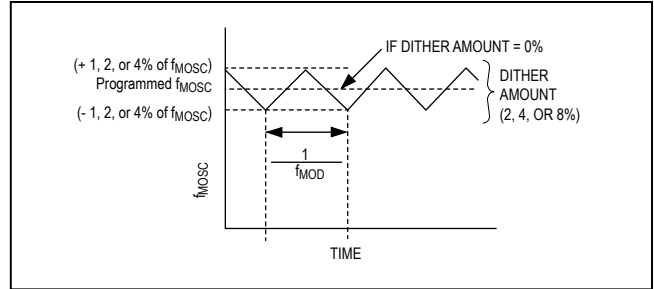 (+ 1, 2, or 4% of fMOSC)
Programmed fMOSC
(- 1, 2, or 4% of fMOSC)
IF DITHER AMOUNT = 0%
DITHER
AMOUNT
(2, 4, OR 8%)
1
fMOD
fMOSC
TIME